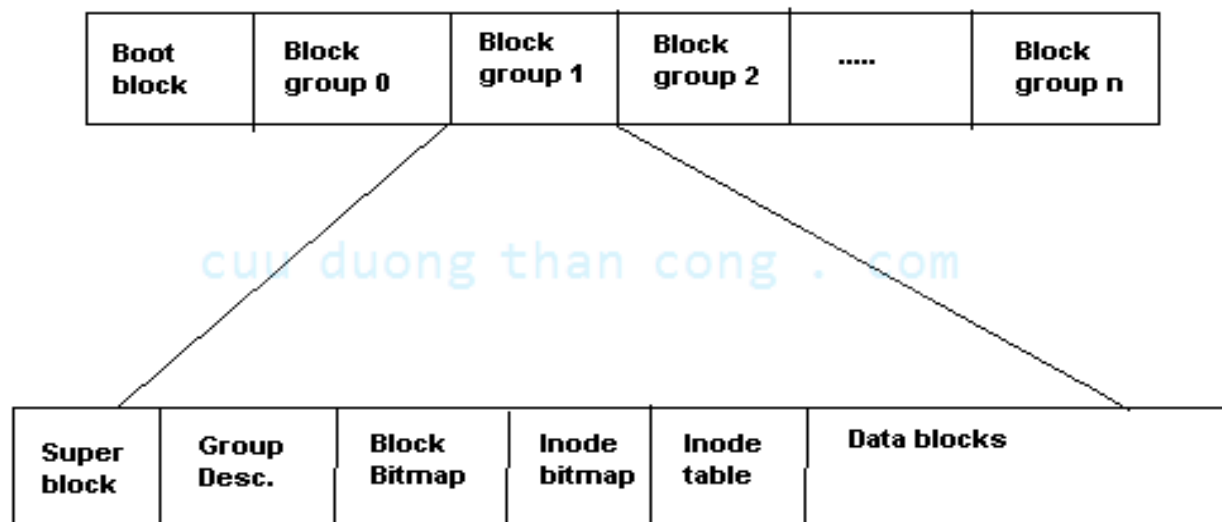 Boot
block
Block
group 0
Block
group 1
Block
group 2
.....
Block
group n
cuu duong than cong . com
Super
block
Group
Desc.
Block
Bitmap
Inode
bitmap
Inode
table
Data blocks